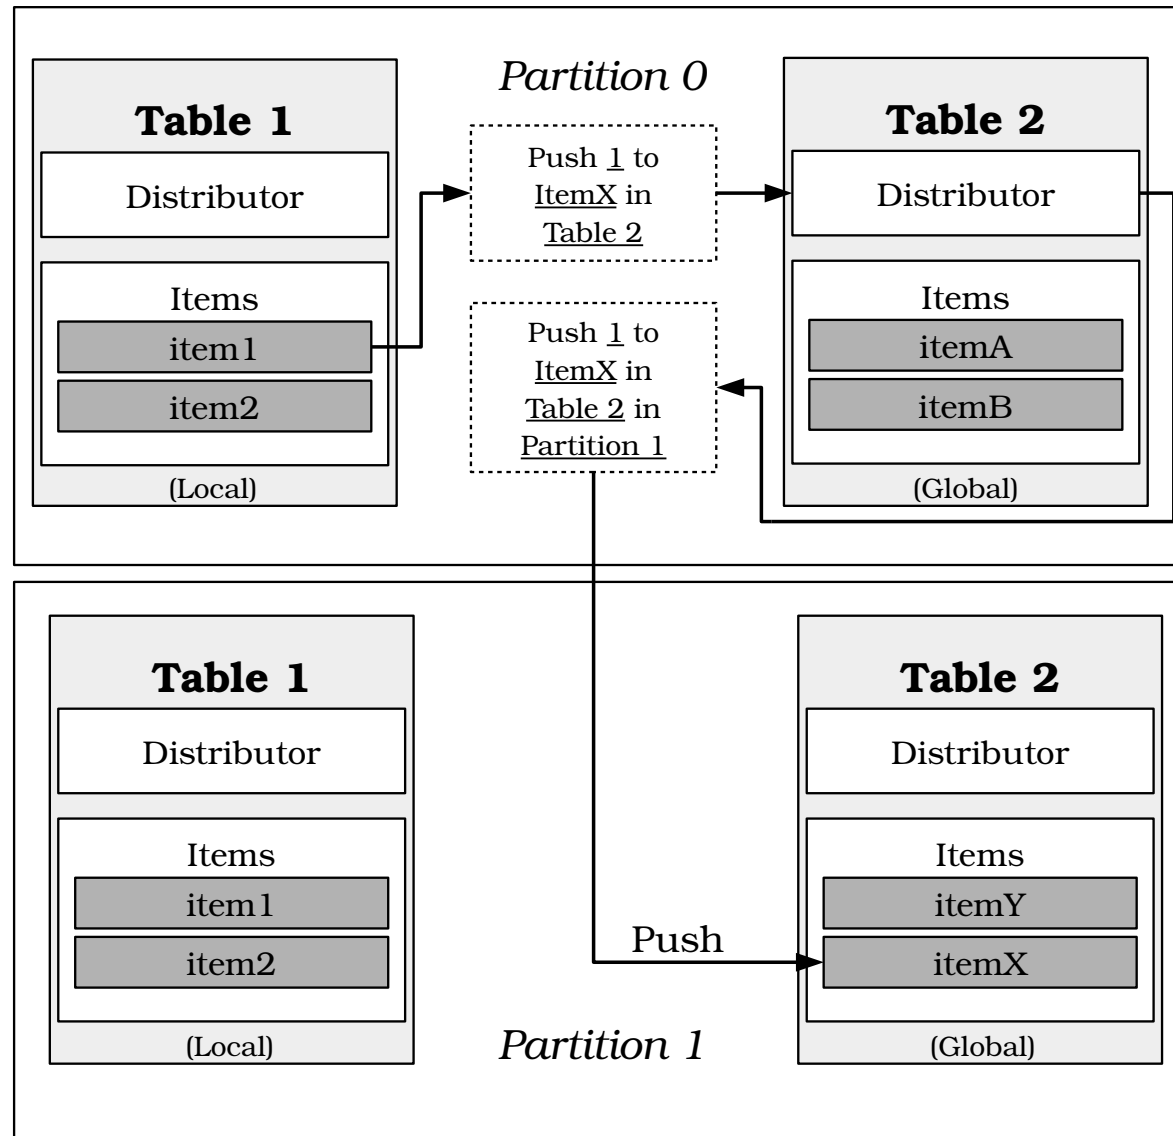 Partition 0
Table 1
Distributor
Items
item1
item2
(Local)
Push 1 to
ItemX in
Table 2
Push 1 to
ItemX in
Table 2 in
Partition 1
Table 2
Distributor
Items
itemA
itemB
(Global)
Table 1
Distributor
Items
item1
item2
(Local)
Push
Partition 1
Table 2
Distributor
Items
itemY
itemX
(Global)